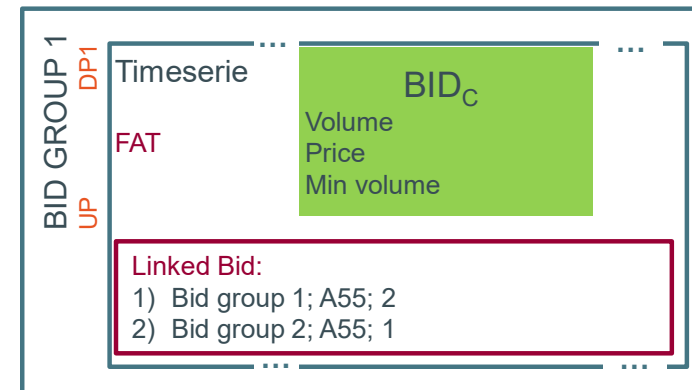 BID GROUP 1
UP DP1
... ...
Timeserie
FAT
BIDC
Volume
Price
Min volume
Linked Bid:
1) Bid group 1; A55; 2
2) Bid group 2; A55; 1
... ...